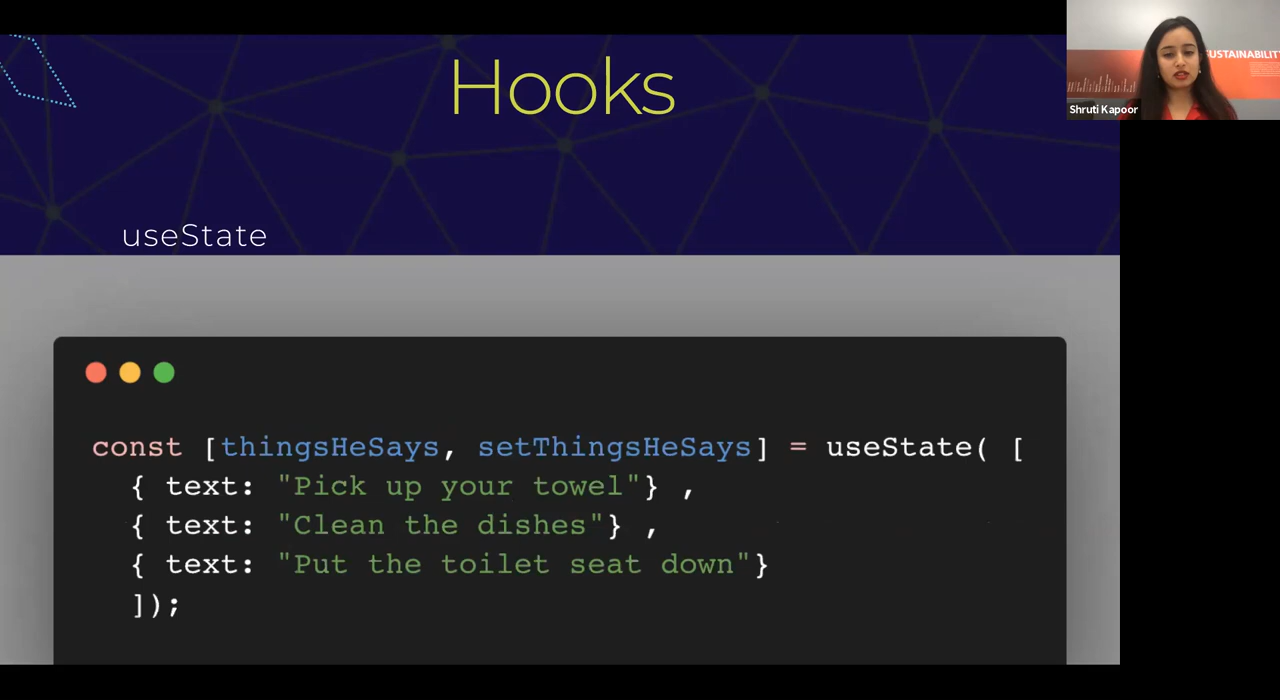 Hooks
SUSTAINABILITY
Shruti Kapoor
useState
const [thingsHeSays, setThingsHeSays] = useState( [
{ text: "Pick up your towel"} ,
{ text: "Clean the dishes"} ,
{ text: "Put the toilet seat down"}
]);